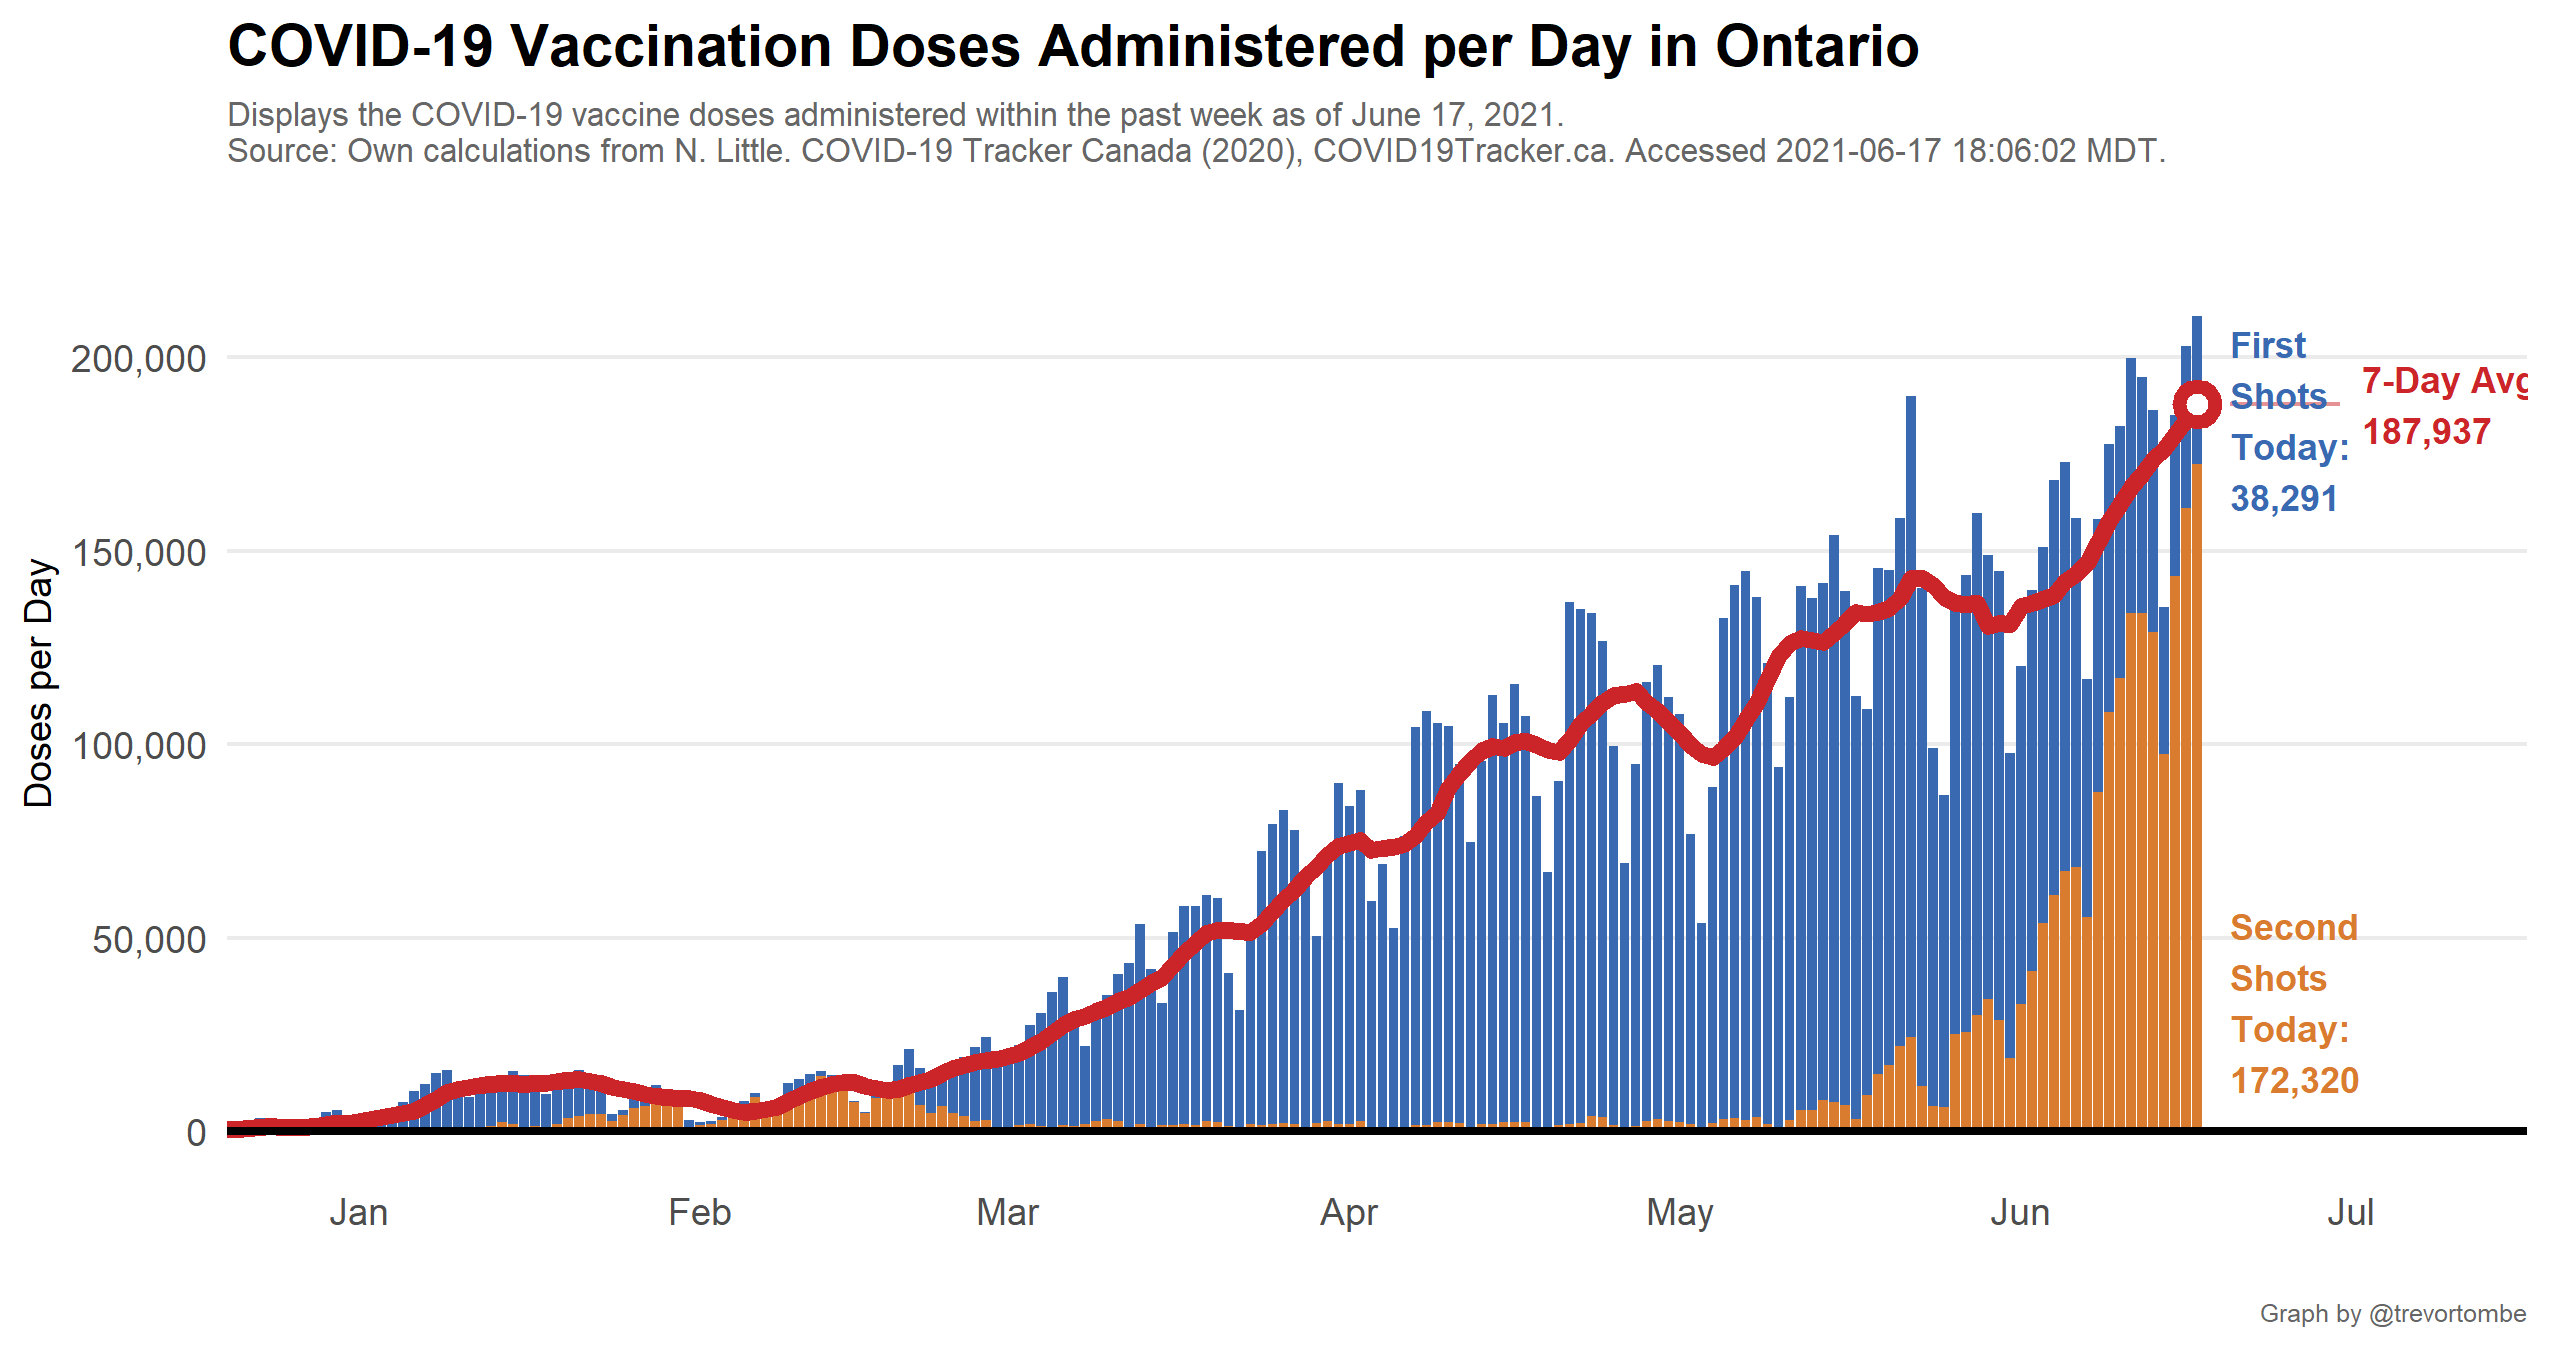 COVID-19 Vaccination Doses Administered per Day in Ontario
Displays the COVID-19 vaccine doses administered within the past week as of June 17, 2021.
Source: Own calculations from N. Little. COVID-19 Tracker Canada (2020), COVID19Tracker.ca. Accessed 2021-06-17 18:06:02 MDT.
Doses per Day
200,000
150,000
100,000
50,000
0
First
Shots
Today:
38,291
7-Day Avg
187,937
Second
Shots
Today:
172,320
Jan
Feb
Mar
Apr
May
Jun
Jul
Graph by @trevortombe